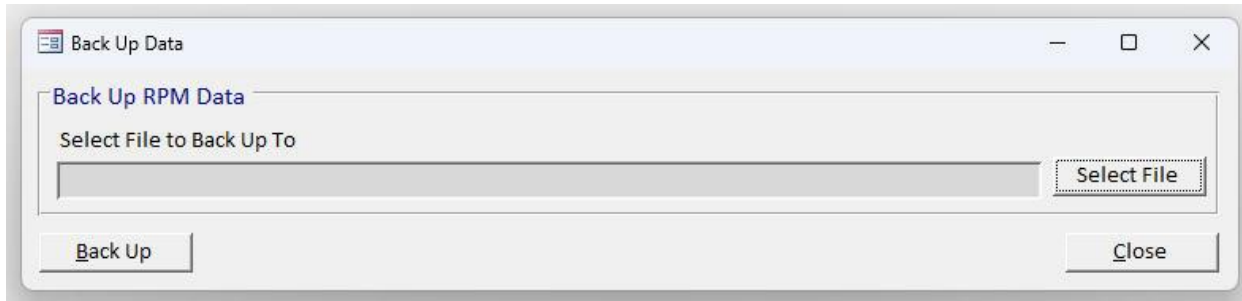 Back Up Data
Back Up RPM Data
Select File to Back Up To
Select File
Back Up
Close